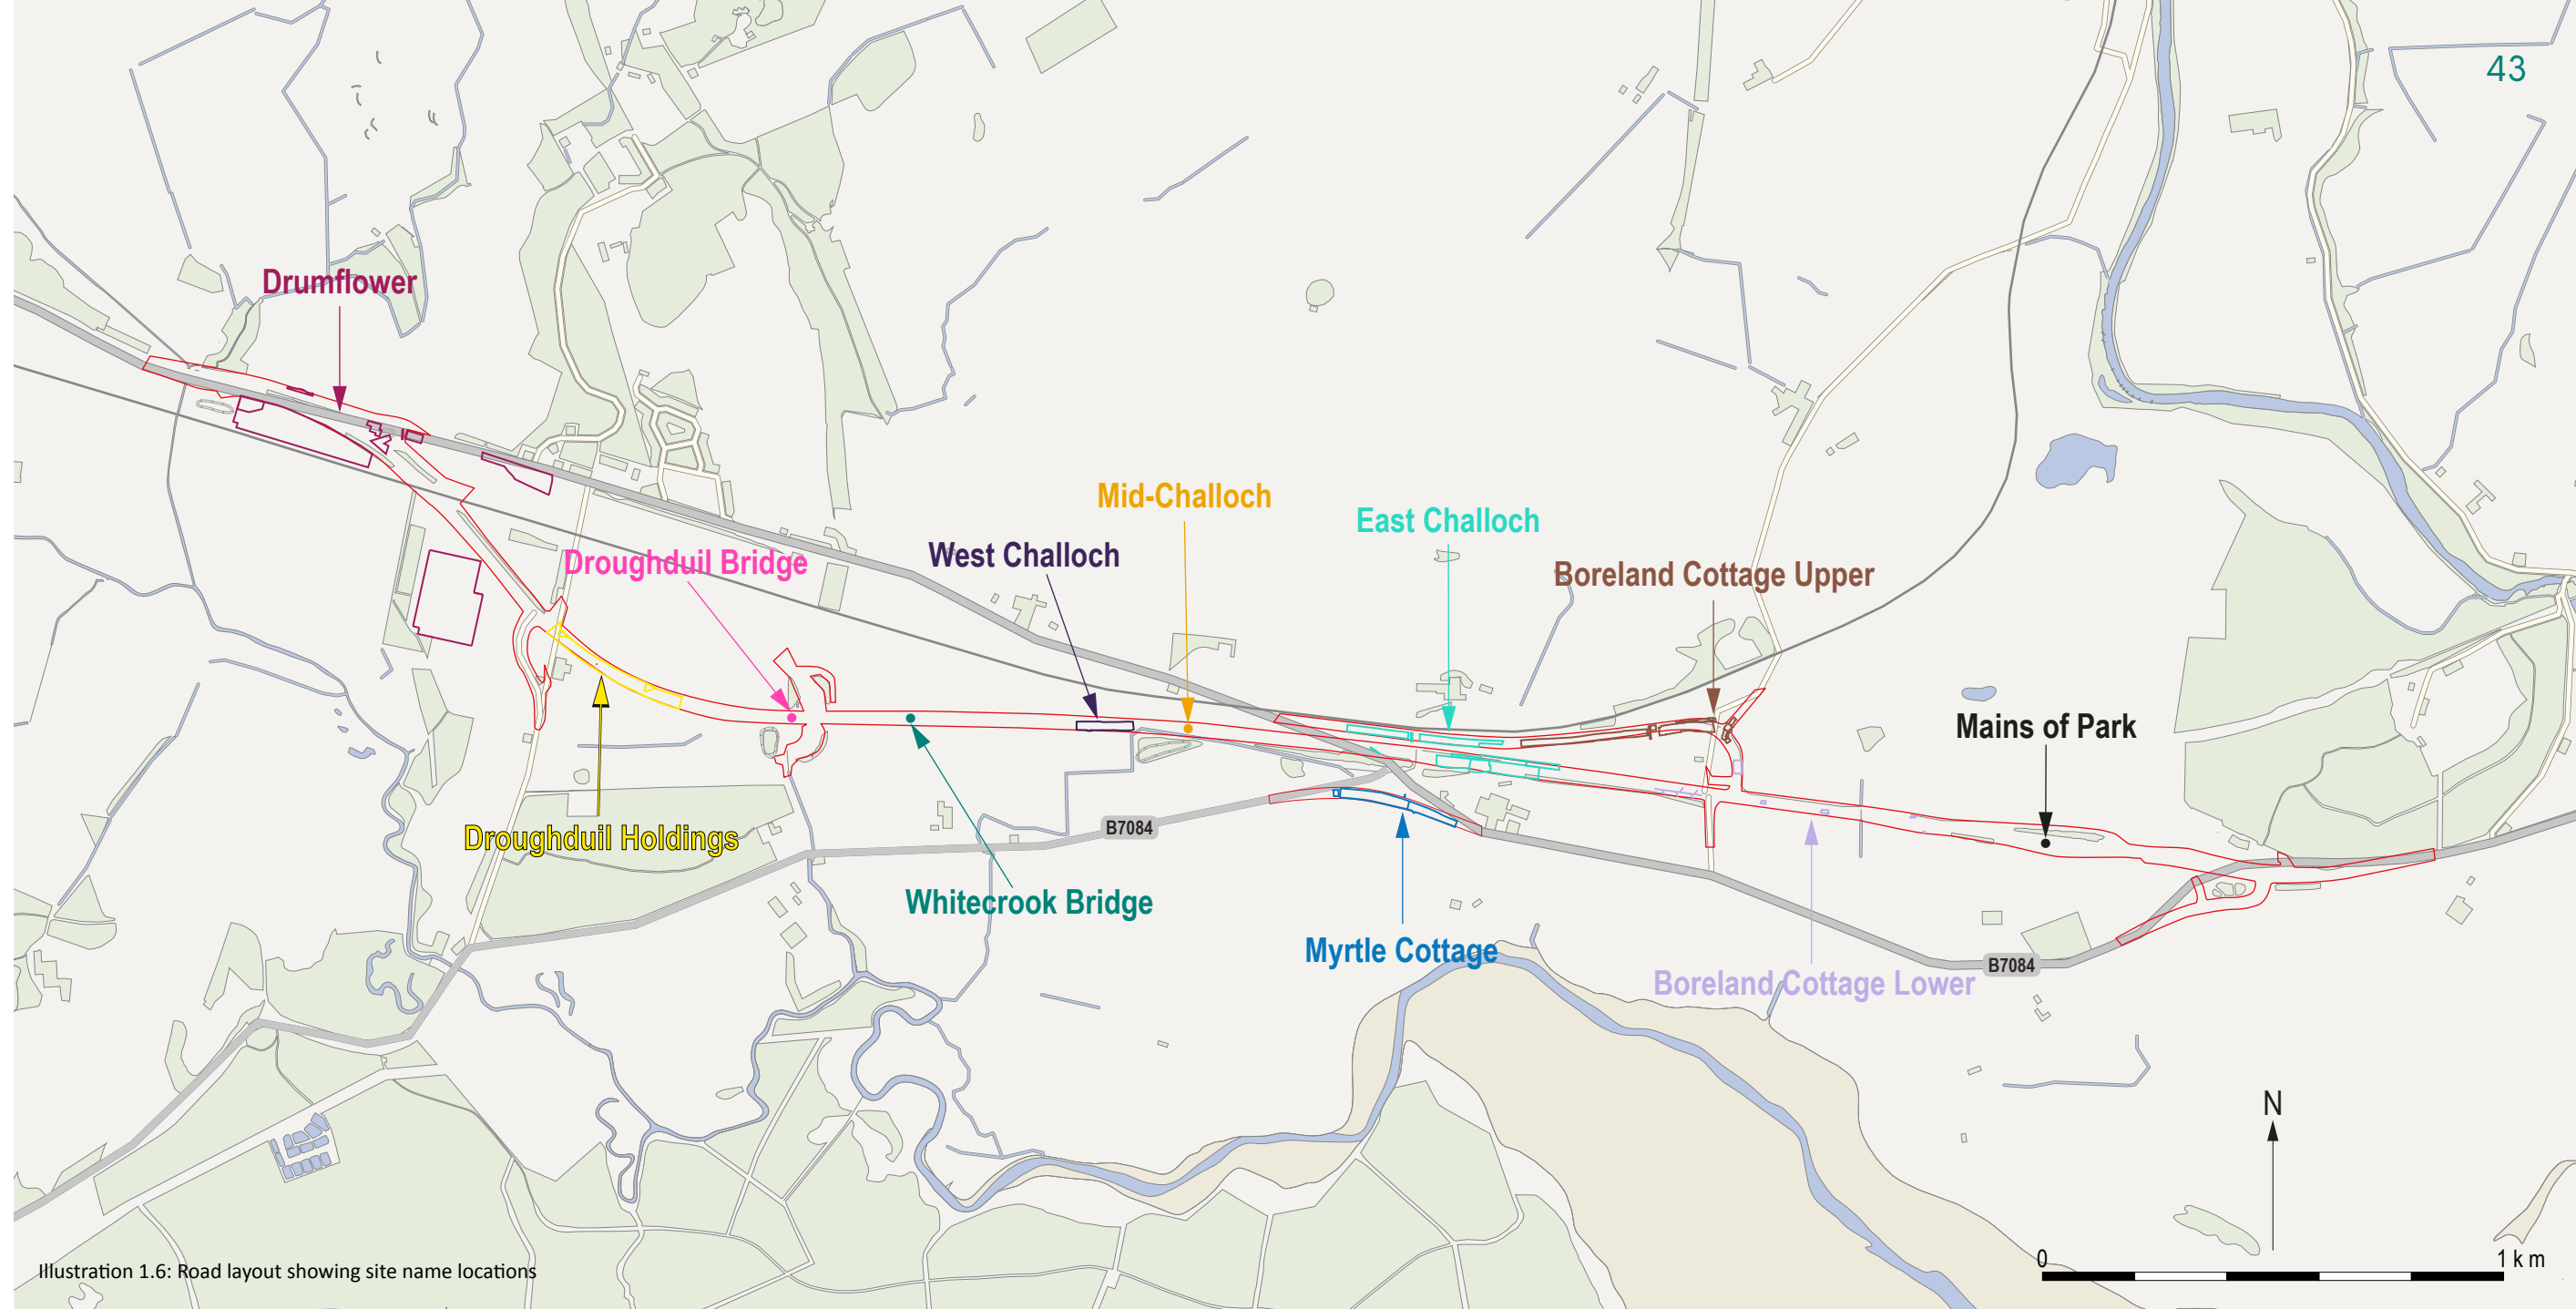 43
Drumflower
Mid-Challoch
East Challoch
West Challoch
Droughduil Bridge
Boreland Cottage Upper
Mains of Park
B7084
Droughduil Holdings
Whitecrook Bridge
Myrtle Cottage
B7084
Boreland Cottage Lower
N
0 1 km
Illustration 1.6: Road layout showing site name locations